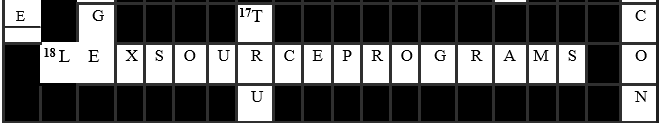 E G 17T C
18L E X S O U R C E P R O G R A M S O
U N